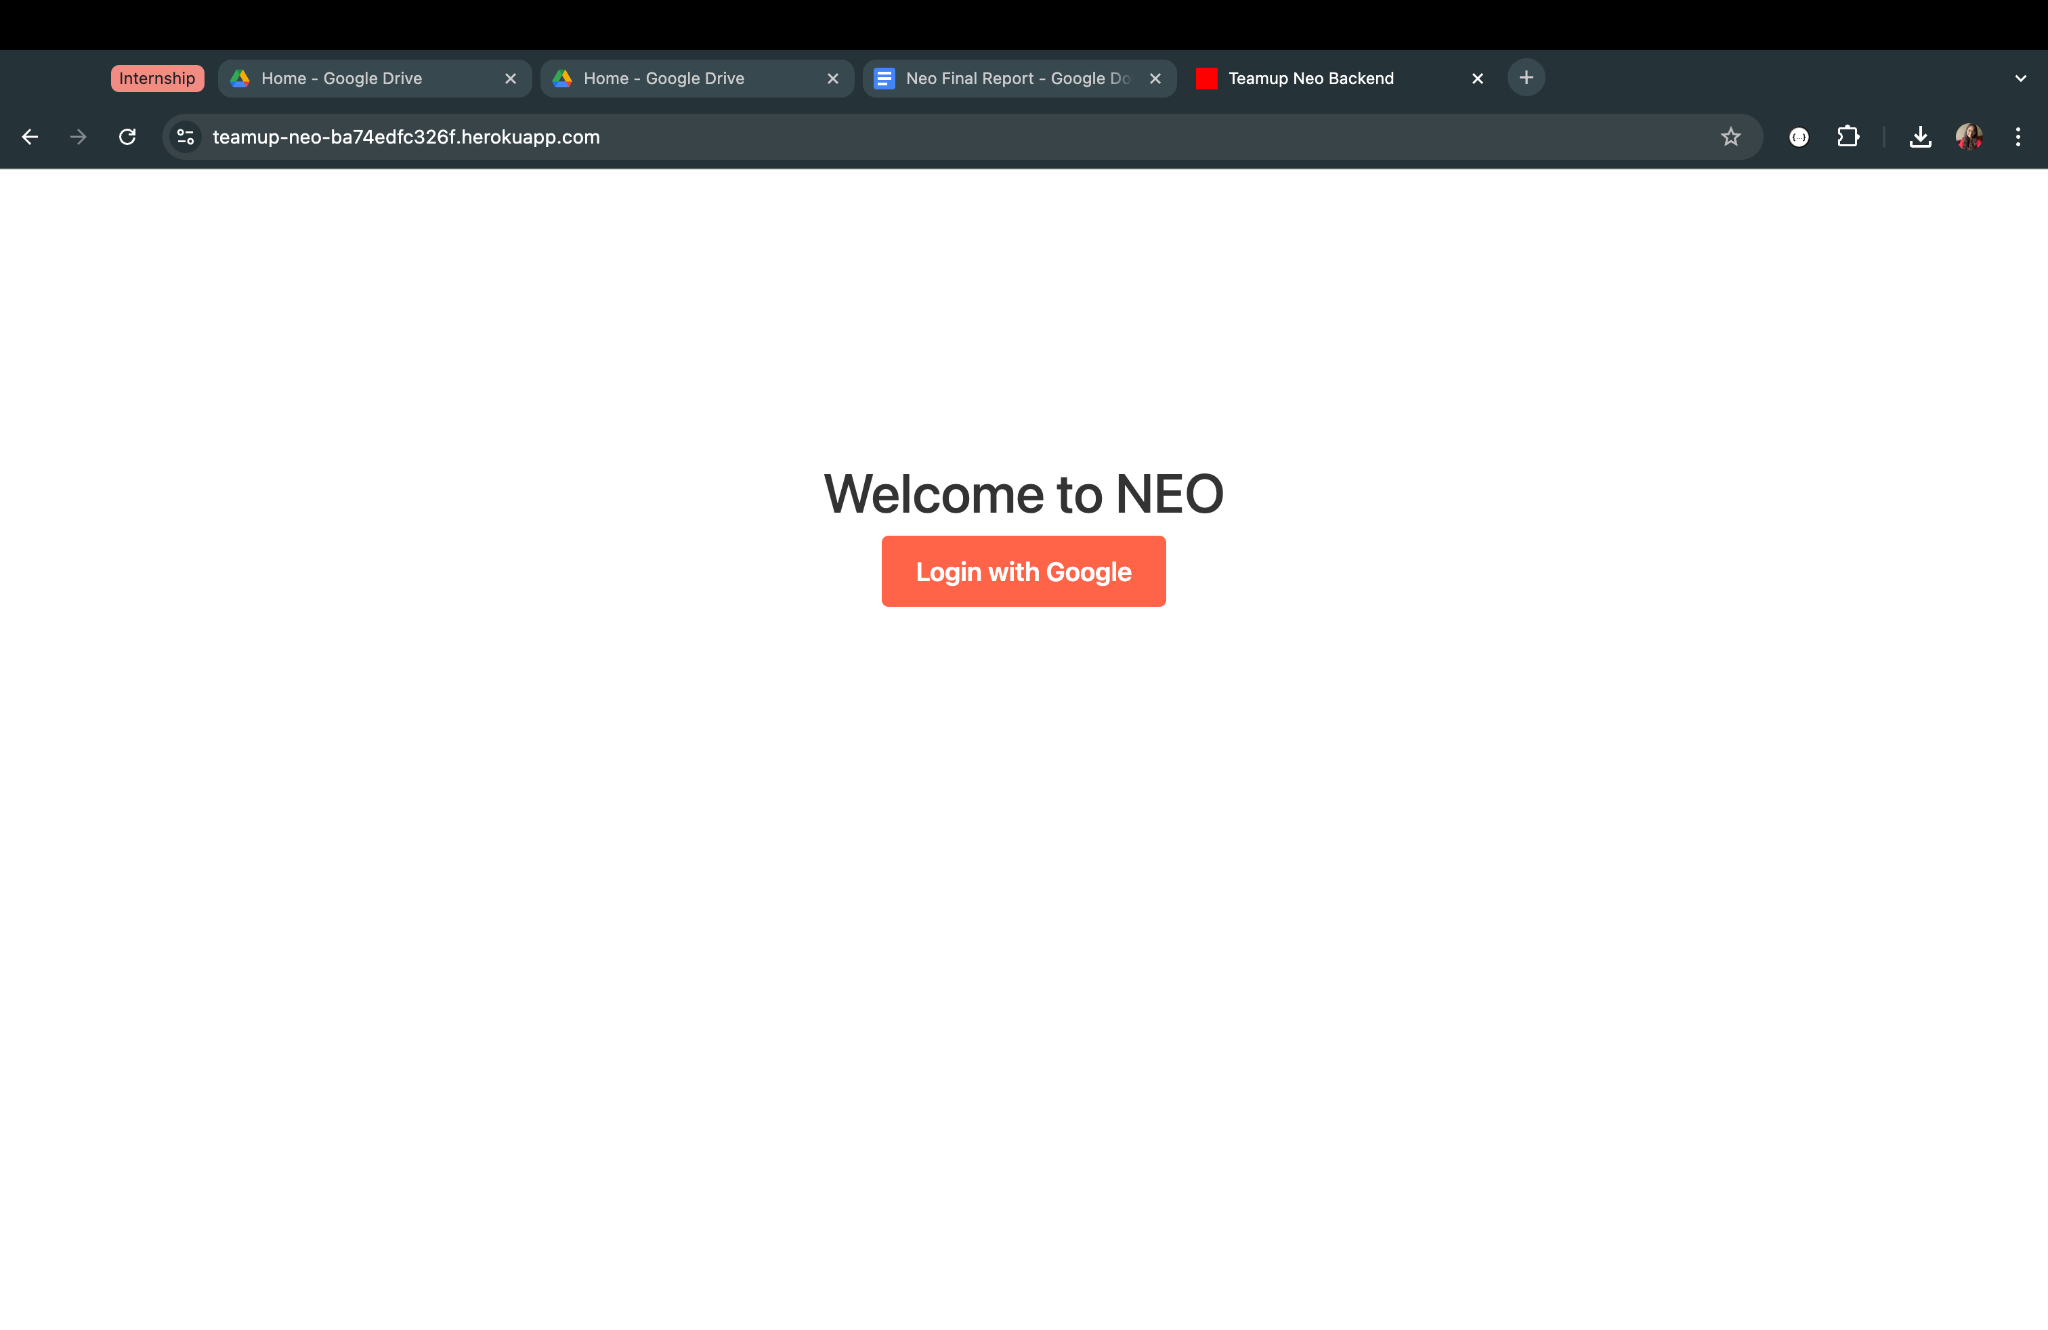 Internship
Home - Google Drive
Home - Google Drive
Neo Final Report - Google Do
Teamup Neo Backend
teamup-neo-ba74edfc326f.herokuapp.com
Welcome to NEO
Login with Google